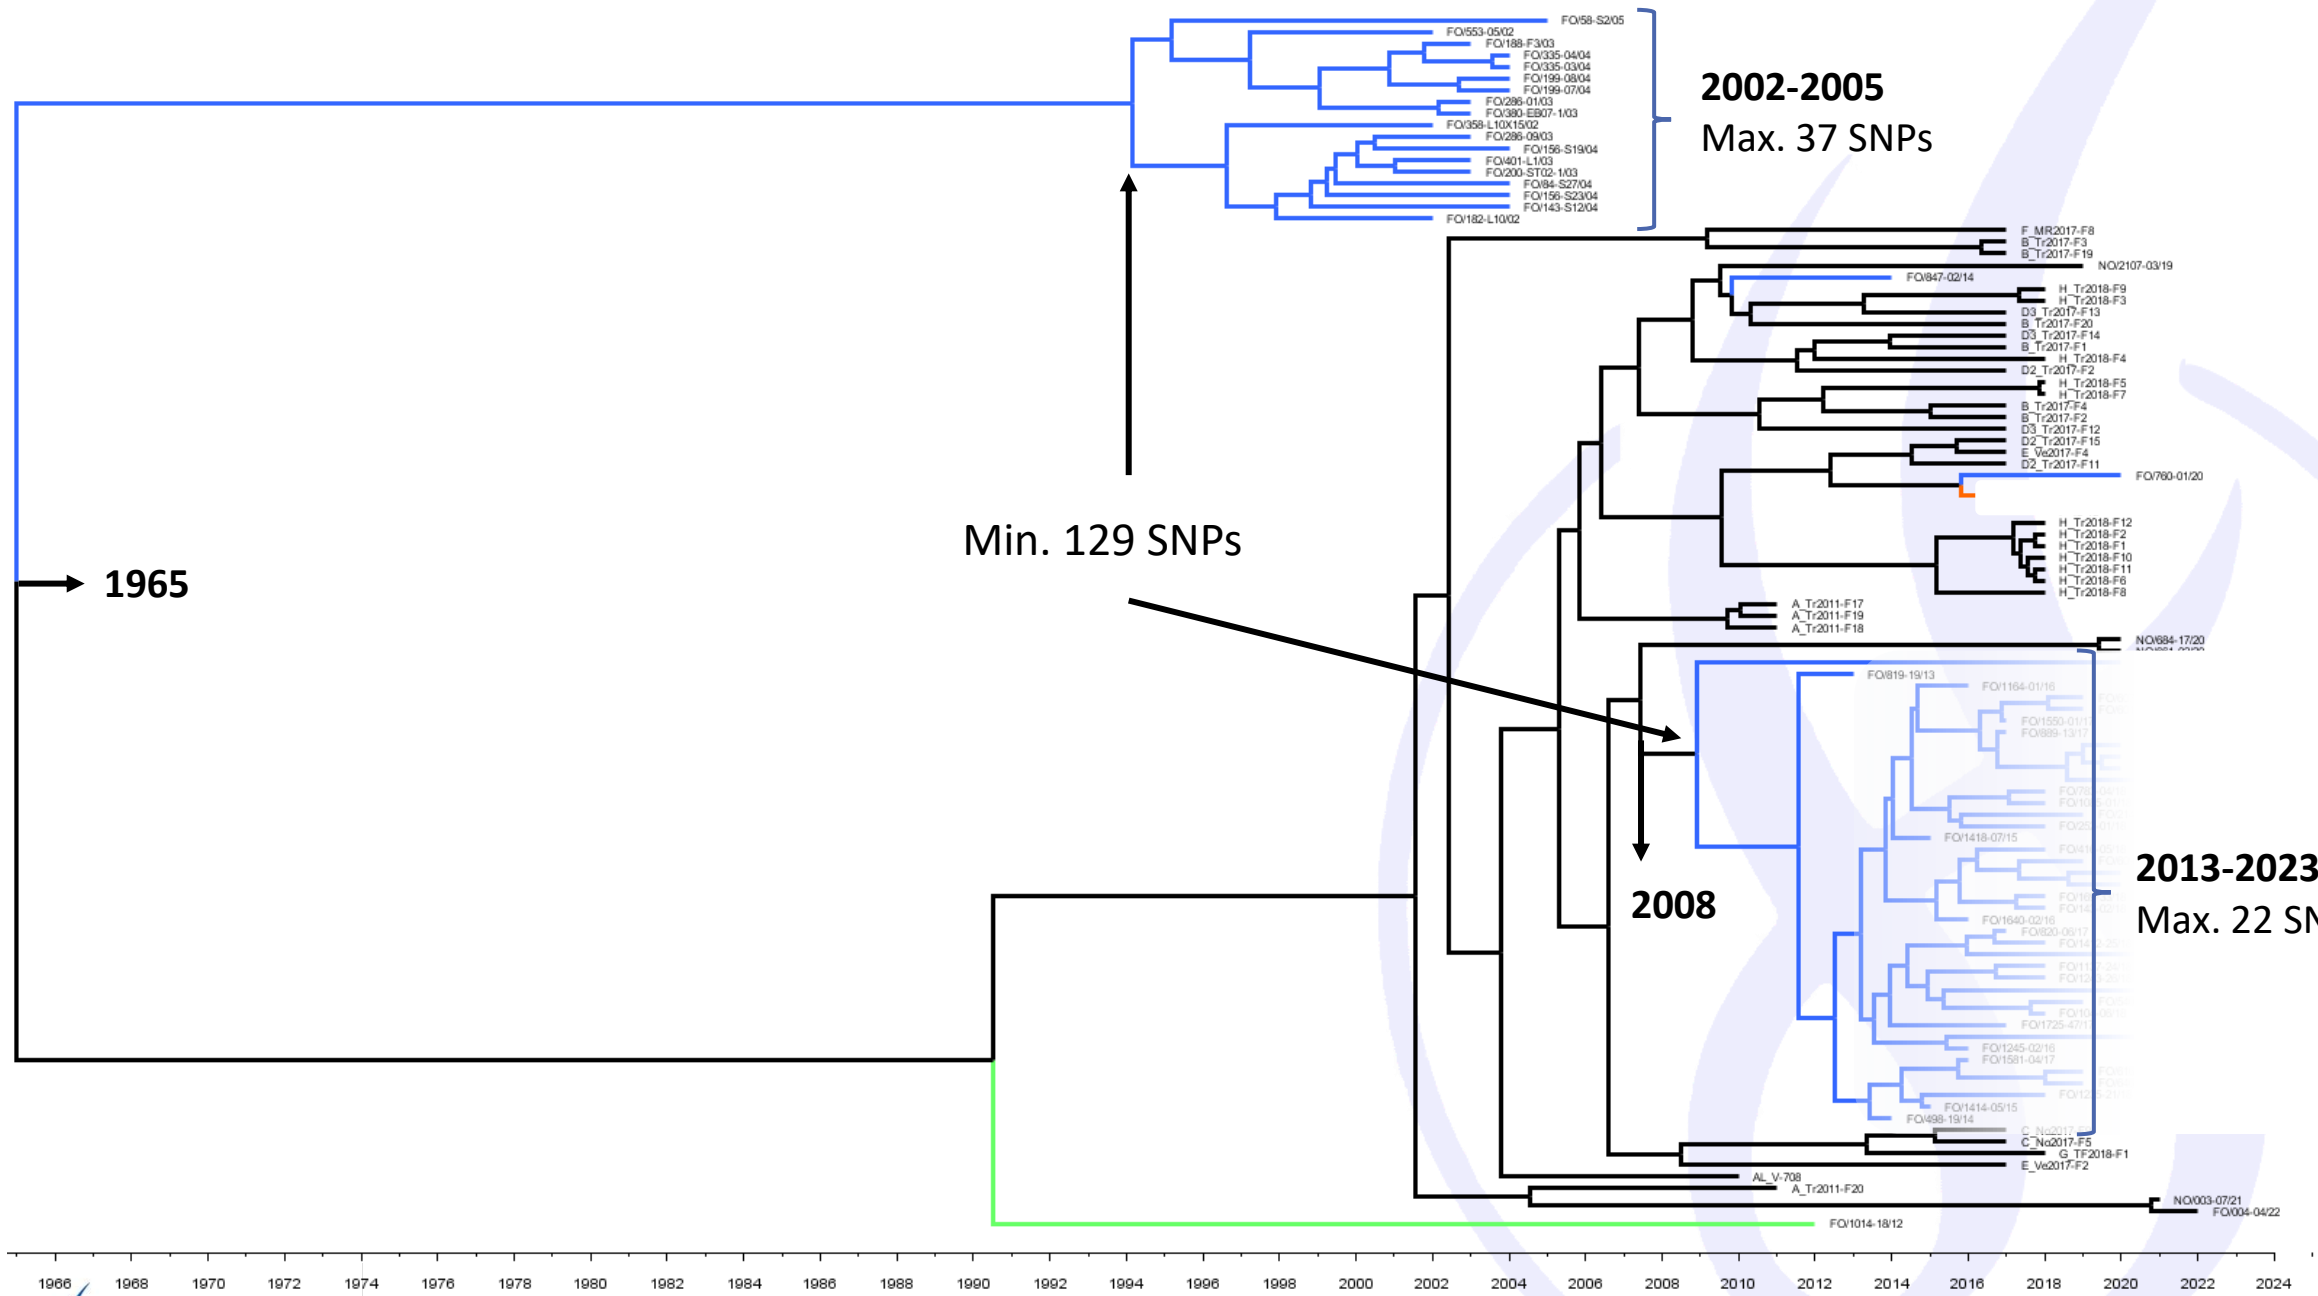 FO/58-S2/05
FO/553-05/02
FO/188-F3/03
FO/335-04/04
FO/335-03/04
FO/199-08/04
FO/199-07/04
FO/286-01/03
FO/380-EB07-1/03
FO/358-L10X15/02
FO/286-09/03
FO/156-S19/04
FO/401-L1/03
FO/200-ST02-1/03
FO/84-S27/04
FO/156-S23/04
FO/143-S12/04
FO/182-L10/02
2002-2005
Max. 37 SNPs
F_MR2017-F8
B_Tr2017-F3
B_Tr2017-F19
NO/2107-03/19
FO/847-02/14
H_Tr2018-F9
H_Tr2018-F3
D3_Tr2017-F13
B_Tr2017-F20
D3_Tr2017-F14
B_Tr2017-F1
H_Tr2018-F4
D2_Tr2017-F2
H_Tr2018-F5
H_Tr2018-F7
B_Tr2017-F4
B_Tr2017-F2
D3_Tr2017-F12
D2_Tr2017-F15
E_Ve2017-F4
D2_Tr2017-F11
FO/760-01/20
Min. 129 SNPs
H_Tr2018-F12
H_Tr2018-F2
H_Tr2018-F1
H_Tr2018-F10
H_Tr2018-F11
H_Tr2018-F6
H_Tr2018-F8
1965
A_Tr2011-F17
A_Tr2011-F19
A_Tr2011-F18
NO/684-17/20
FO/819-19/13
FO/1164-01/16
FO/1550-01/17
FO/889-13/17
FO/1418-07/15
2013-2023
Max. 22 SN
2008
FO/1640-02/16
FO/820-06/17
FO/1725-47/17
FO/1245-02/16
FO/1581-04/17
FO/1414-05/15
FO/498-19/14
C_No2017-F5
G_TF2018-F1
E_Ve2017-F2
AL_V-708
A_Tr2011-F20
NO/003-07/21
FO/004-04/22
FO/1014-18/12
1966 1968 1970 1972 1974 1976 1978 1980 1982 1984 1986 1988 1990 1992 1994 1996 1998 2000 2002 2004 2006 2008 2010 2012 2014 2016 2018 2020 2022 2024